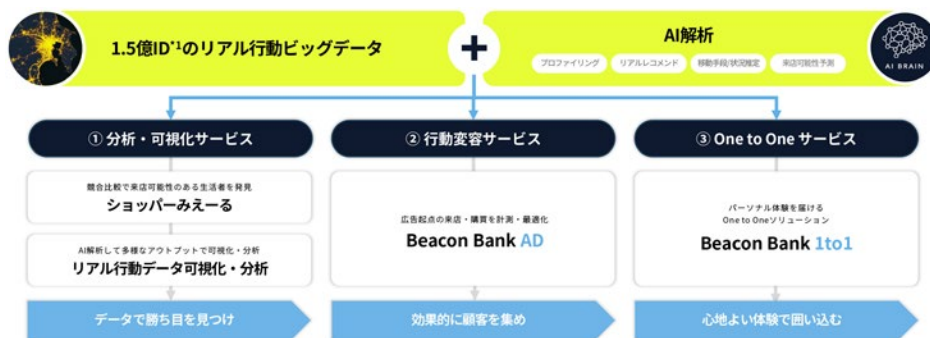 1.5億ID*1のリアル行動ビッグデータ
+
AI解析
プロファイリング
リアルレコメンド
移動手段/状況推定
来店可能性予測
AI BRAIN
① 分析・可視化サービス
競合比較で来店可能性のある生活者を発見
ショッパーみえーる
AI解析して多様なアウトプットで可視化・分析
リアル行動データ可視化・分析
データで勝ち目を見つけ
② 行動変容サービス
広告起点の来店・購買を計測・最適化
Beacon Bank AD
効果的に顧客を集め
③ One to One サービス
パーソナル体験を届ける
One to Oneソリューション
Beacon Bank 1to1
心地よい体験で囲い込む